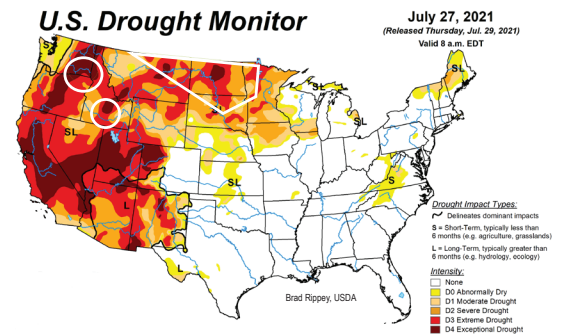 U.S. Drought Monitor
July 27, 2021
(Released Thursday, Jul. 29, 2021)
Valid 8 a.m. EDT
S
SL
SL
SL
SL
SL
S
L
L
Drought Impact Types:
Delineates dominant impacts
S = Short-Term, typically less than
6 months (e.g. agriculture, grasslands)
L = Long-Term, typically greater than
6 months (e.g. hydrology, ecology)
Intensity:
None
D0 Abnormally Dry
D1 Moderate Drought
D2 Severe Drought
D3 Extreme Drought
D4 Exceptional Drought
Brad Rippey, USDA